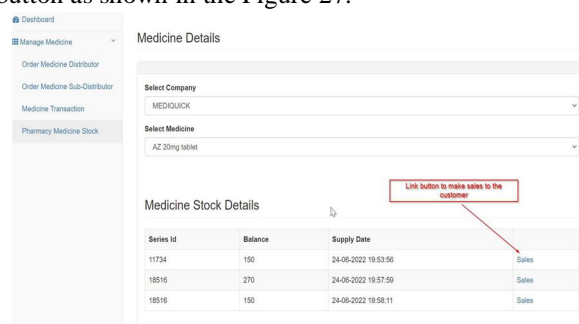 button as shown in the Figure 27.
Dashboard
Manage Medicine
Order Medicine Distributor
Order Medicine Sub-Distributor
Medicine Transaction
Pharmacy Medicine Stock
Medicine Details
Select Company
MEDIQUICK
Select Medicine
AZ 20mg tablet
Link button to make sales to the
customer
Medicine Stock Details
Series Id Balance Supply Date
11734 150 24-06-2022 19:53:56 Sales
18516 270 24-06-2022 19:57:59 Sales
18516 150 24-06-2022 19:58:11 Sales